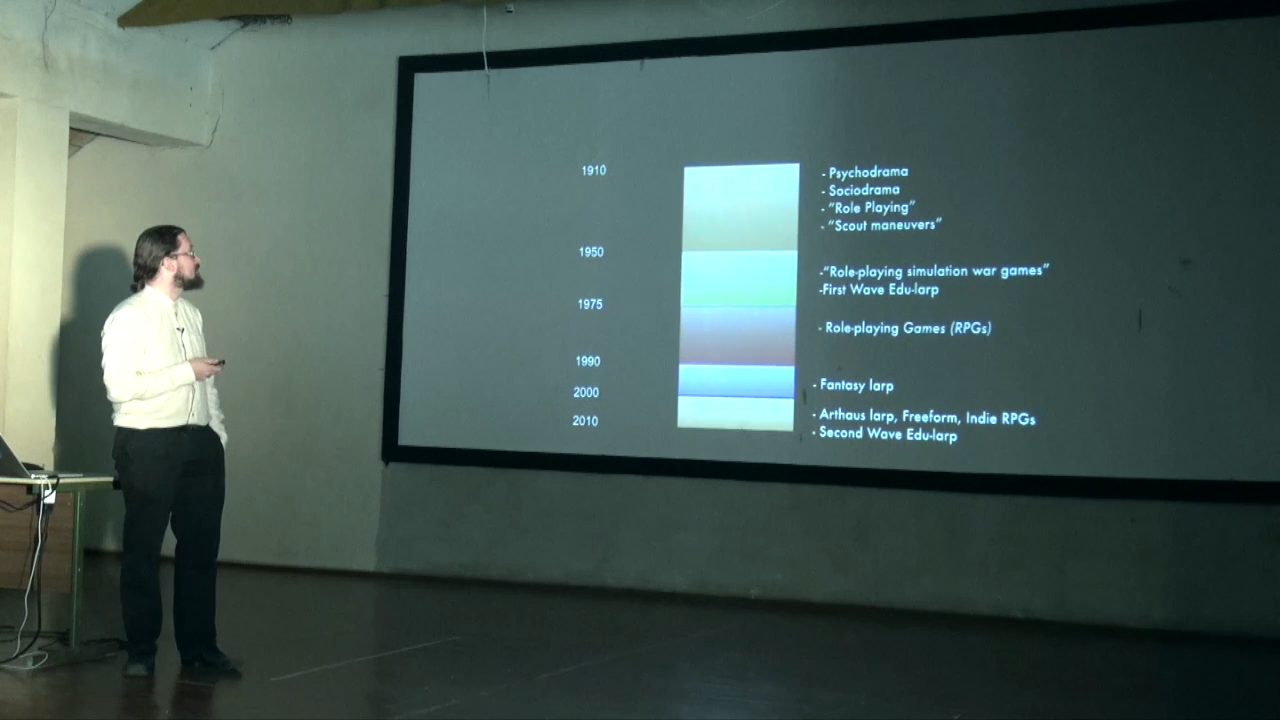 1910
- Psychodrama
- Sociodrama
- “Role Playing”
- “Scout maneuvers”
1950
-“Role-playing simulation war games”
-First Wave Edu-larp
1975
- Role-playing Games (RPGs)
1990
- Fantasy larp
2000
- Arthaus larp, Freeform, Indie RPGs
2010
- Second Wave Edu-larp